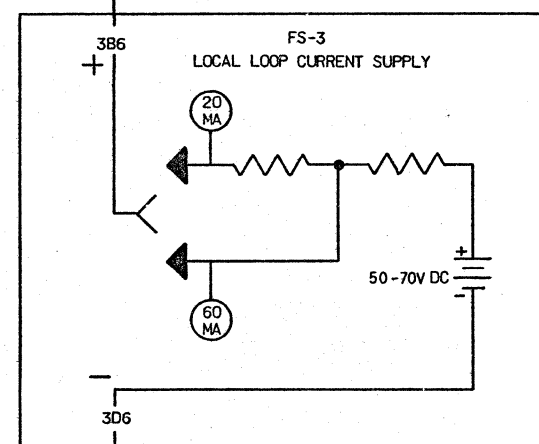 3B6
FS-3
LOCAL LOOP CURRENT SUPPLY
+
20
MA
+
50-70V DC
-
60
MA
-
3D6